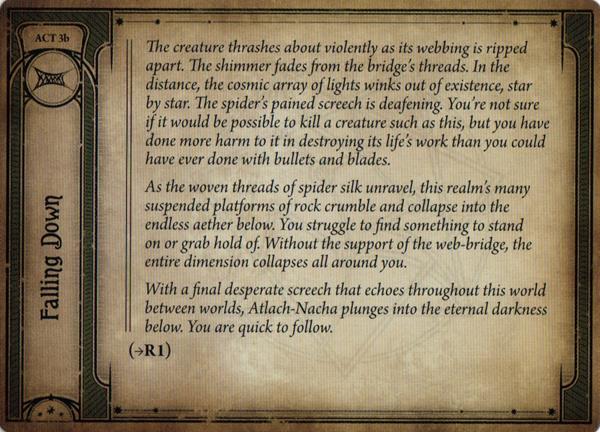 ACT 3b
Falling Down
The creature thrashes about violently as its webbing is ripped
apart. The shimmer fades from the bridge's threads. In the
distance, the cosmic array of lights winks out of existence, star
by star. The spider's pained screech is deafening. You're not sure
if it would be possible to kill a creature such as this, but you have
done more harm to it in destroying its life's work than you could
have ever done with bullets and blades.
As the woven threads of spider silk unravel, this realm's many
suspended platforms of rock crumble and collapse into the
endless aether below. You struggle to find something to stand
on or grab hold of. Without the support of the web-bridge, the
entire dimension collapses all around you.
With a final desperate screech that echoes throughout this world
between worlds, Atlach-Nacha plunges into the eternal darkness
below. You are quick to follow.
(→R1)